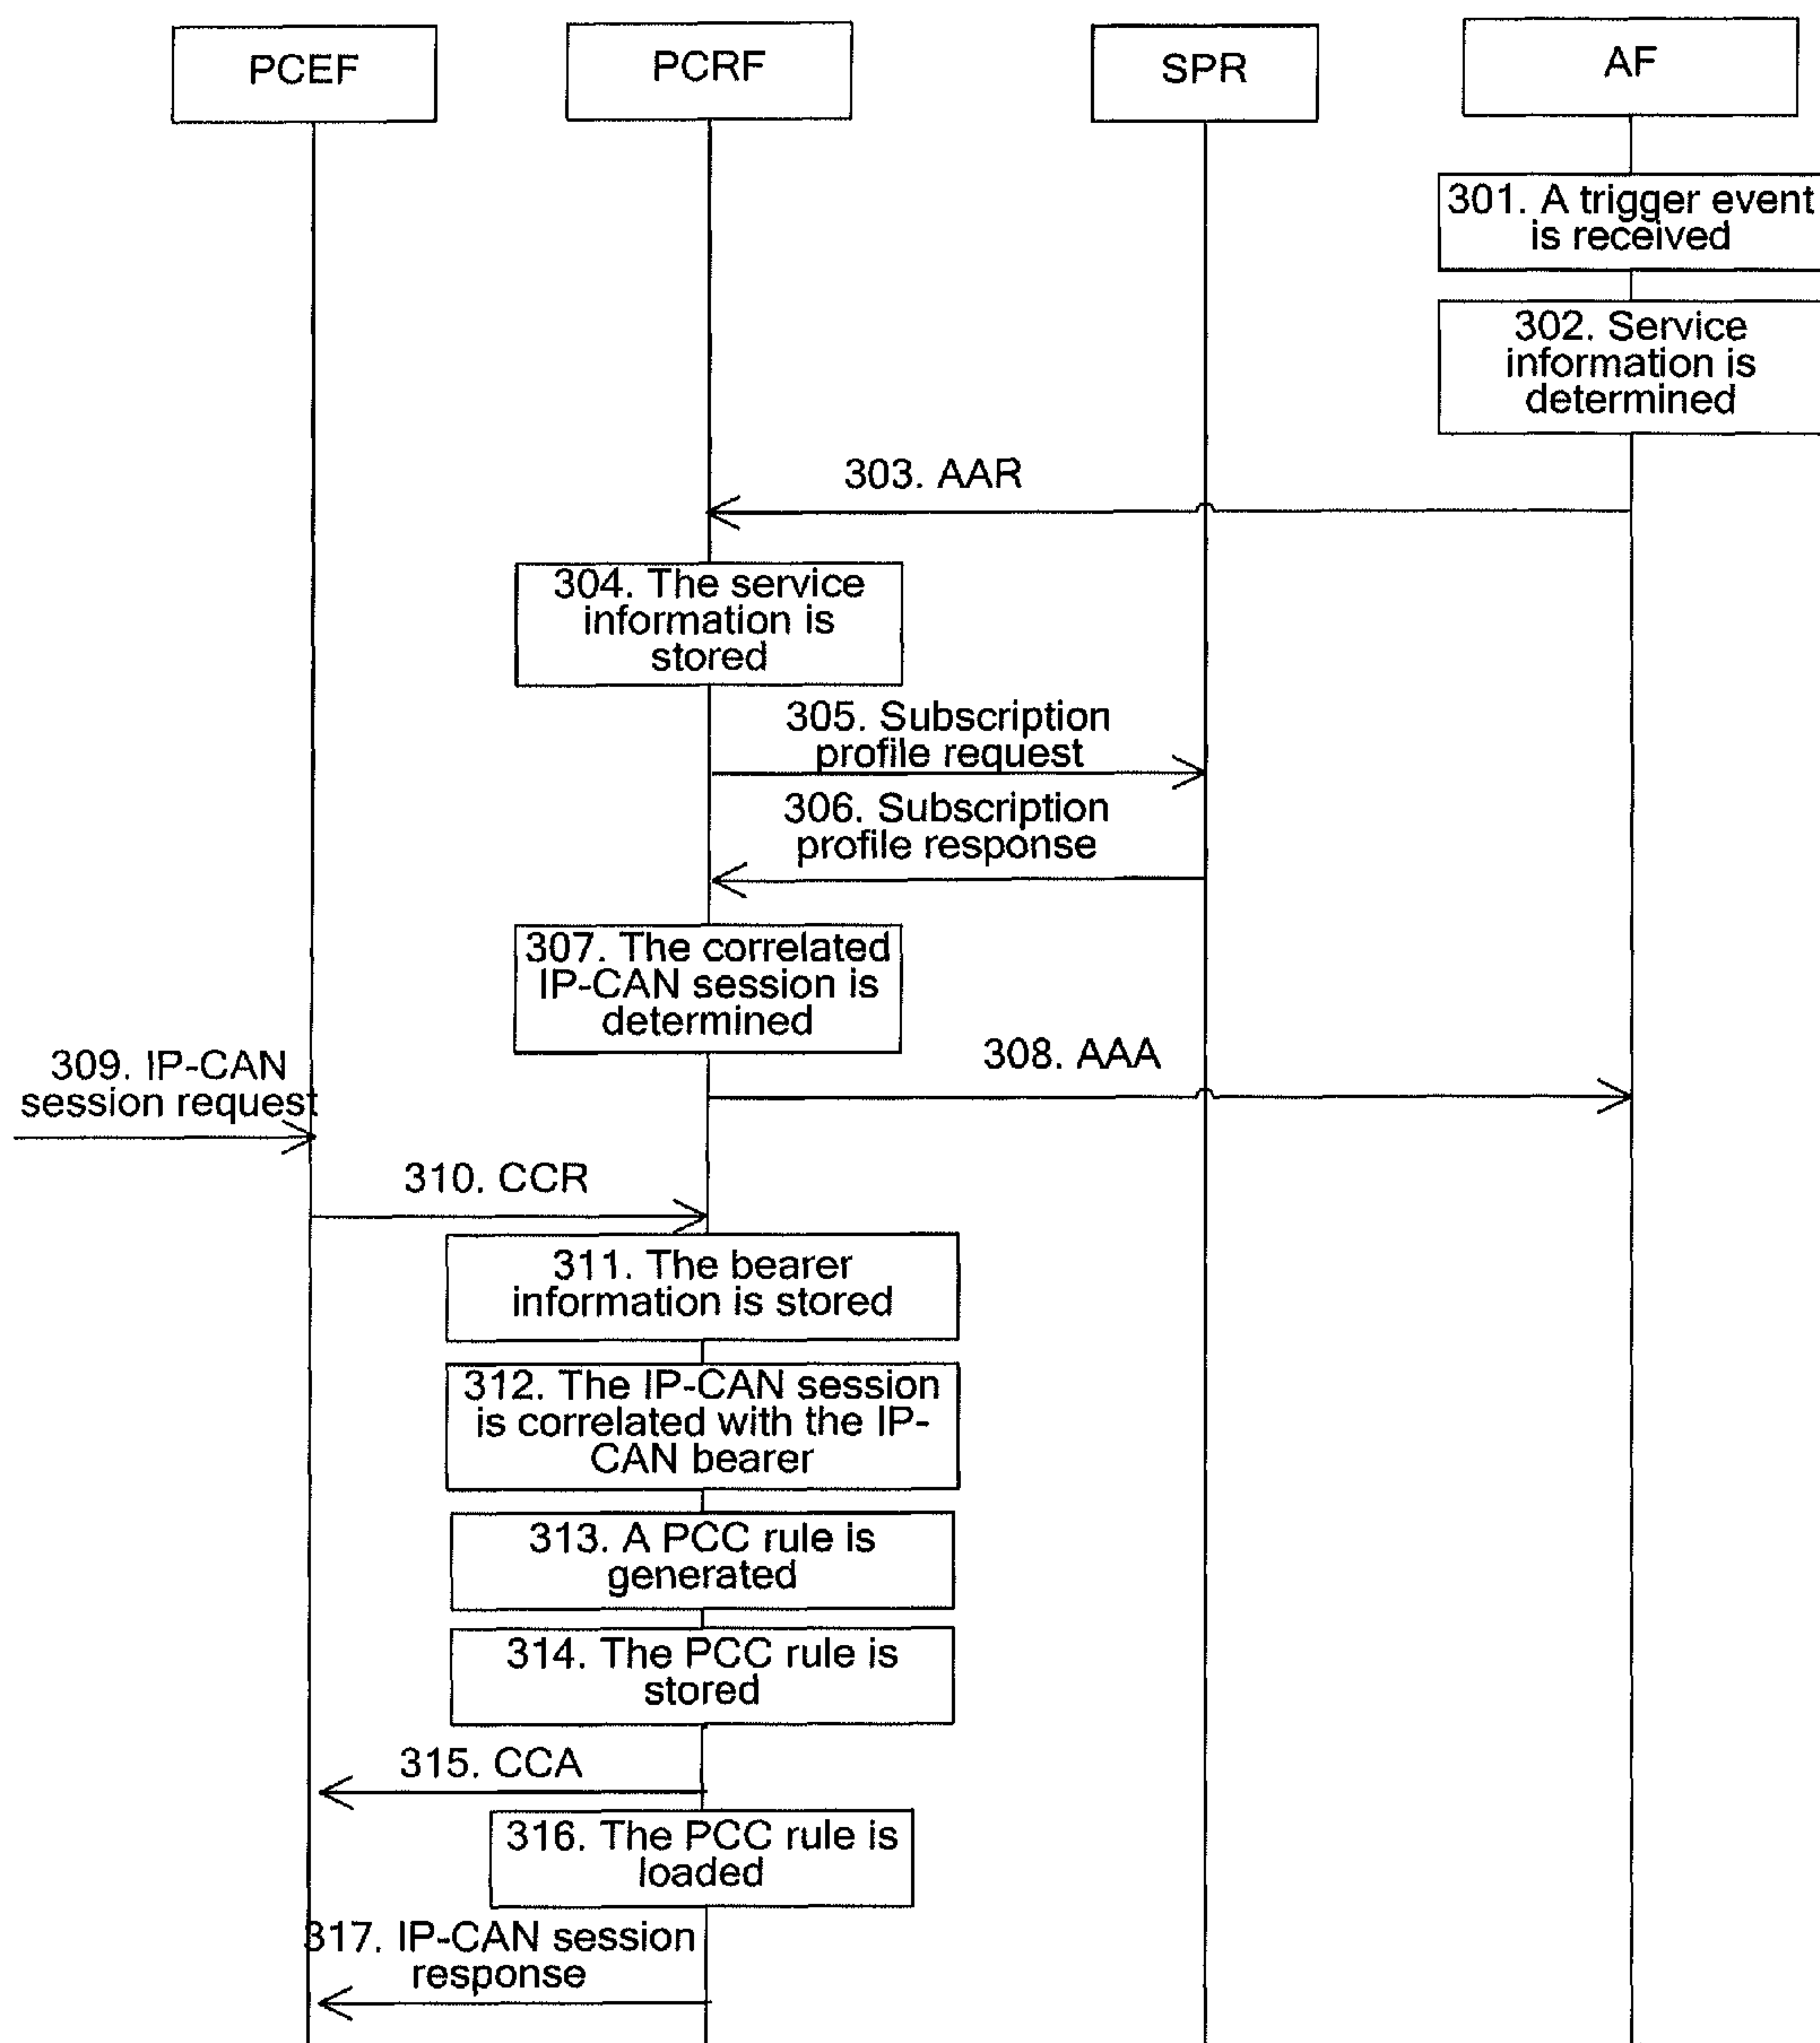 PCEF
PCRF
SPR
AF
301. A trigger event
is received
302. Service
information is
determined
303. AAR
304. The service
information is
stored
305. Subscription
profile request
306. Subscription
profile response
307. The correlated
IP-CAN session is
determined
308. AAA
309. IP-CAN
session request
310. CCR
311. The bearer
information is stored
312. The IP-CAN session
is correlated with the IP-
CAN bearer
313. A PCC rule is
generated
314. The PCC rule is
stored
315. CCA
316. The PCC rule is
loaded
317. IP-CAN session
response